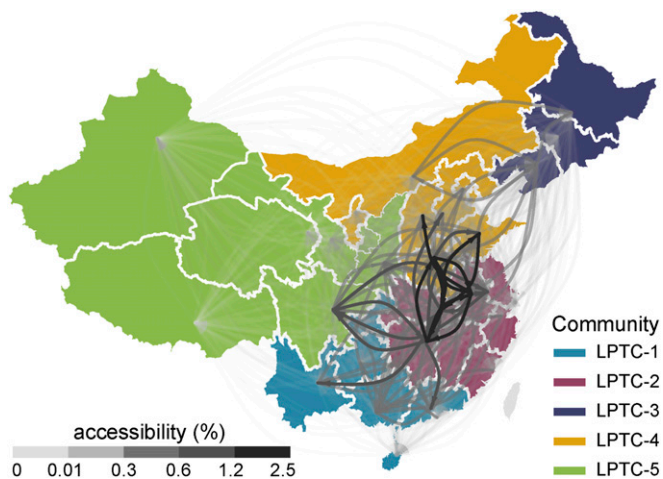 Community
LPTC-1
LPTC-2
LPTC-3
LPTC-4
LPTC-5
accessibility (%)
0 0.01 0.3 0.6 1.2 2.5